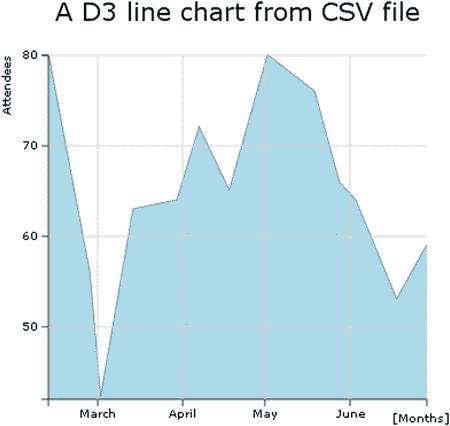 A D3 line chart from CSV file
Attendees
80
70
60
50
March April May June
[Months]